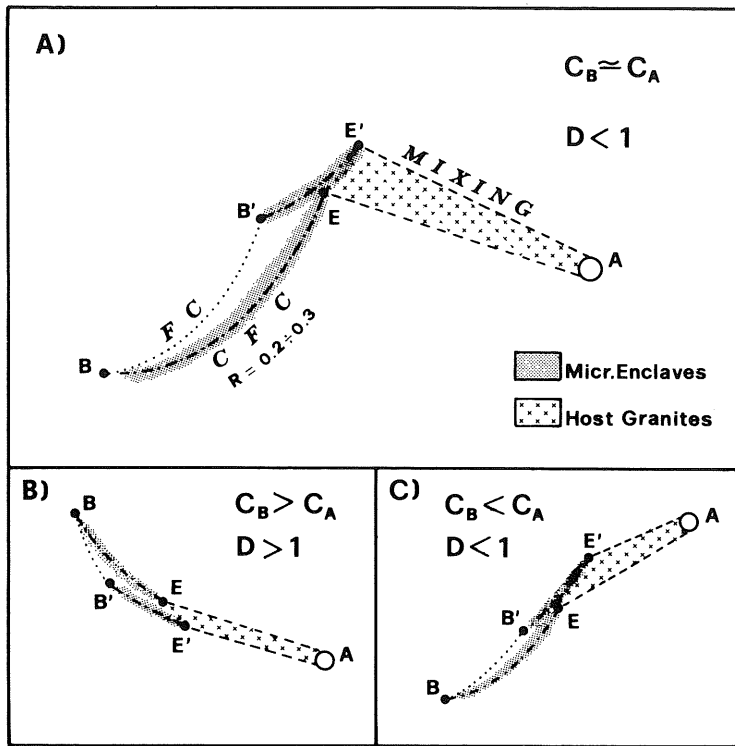 A)
C_B ≃ C_A
D < 1
E'
MIXING
B'
E
A
F C
B
C F C
R = 0.2÷0.3
Micr.Enclaves
Host Granites
B)
B
C_B > C_A
D > 1
B'
E
E'
A
C)
C_B < C_A
D < 1
A
E'
B'
E
B